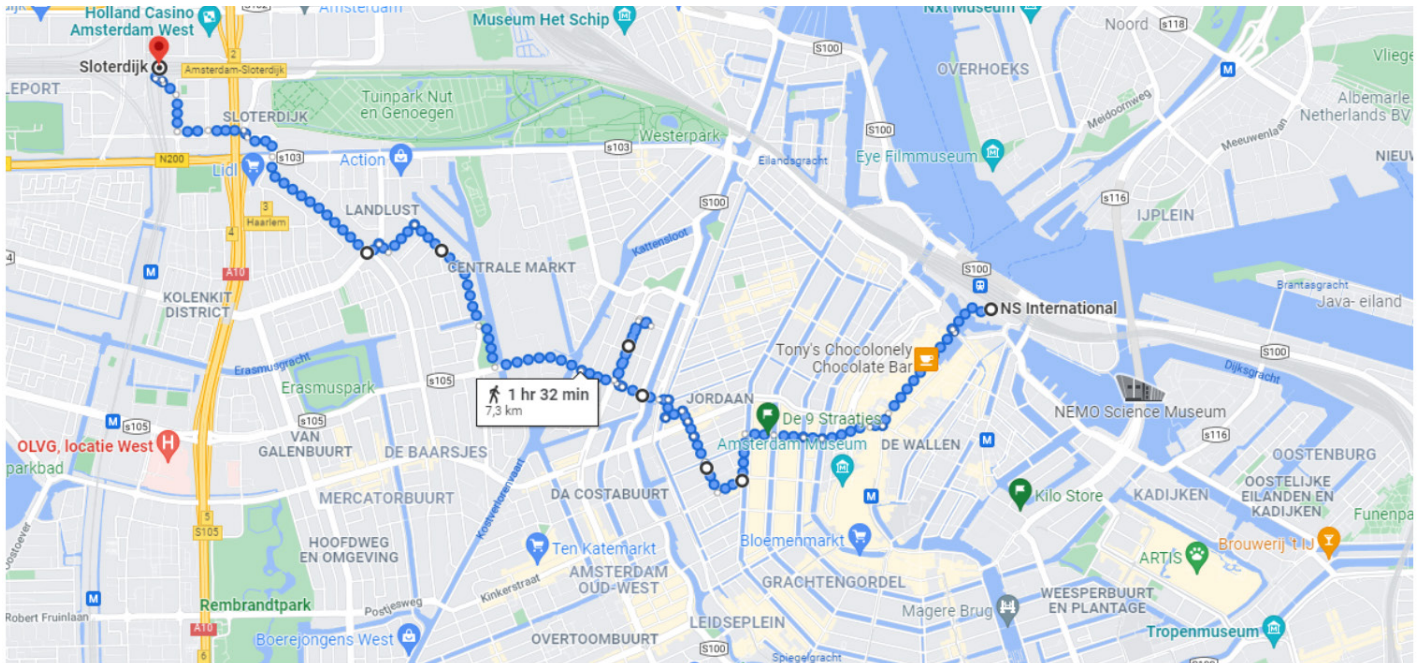 Holland Casino
Amsterdam West
Amsterdam
Museum Het Schip
Nxt Museum
Noord
s118
S100
Sloterdijk
2
Amsterdam-Sloterdijk
M
Vliege
OVERHOEKS
LEPORT
Tuinpark Nut
en Genoegen
Meidoornweg
Albemarle
Netherlands BV
SLOTERDIJK
Westerpark
S100
Meeuwenlaan
N200
s103
Action
s103
Eilandsgracht
Eye Filmmuseum
NIEUW
Lidl
3
Haarlem
LANDLUST
S100
s116
IJPLEIN
4
Kattensloot
M
A10
CENTRALE MARKT
S100
KOLENKIT
DISTRICT
NS International
Brantasgracht
Java- eiland
Erasmusgracht
Tony's Chocolonely
Chocolate Bar
S100
Dijksgracht
Erasmuspark
s105
1 hr 32 min
7,3 km
JORDAAN
NEMO Science Museum
M
s105
s105
De 9 Straatjes
OLVG, locatie West
H
VAN
GALENBUURT
DE BAARSJES
Amsterdam
Museum
DE WALLEN
M
s116
OOSTENBURG
parkbad
MERCATORBUURT
Kostverlorenvaart
DA COSTABUURT
M
Kilo Store
KADIJKEN
OOSTELIJKE
EILANDEN EN
KADIJKEN
Funenpa
5
S105
HOOFDWEG
EN OMGEVING
Ten Katemarkt
Bloemenmarkt
Brouwerij 't IJ
Oostoever
ARTIS
AMSTERDAM
OUD-WEST
GRACHTENGORDEL
M
Kinkerstraat
WEESPERBUURT
EN PLANTAGE
Rembrandtpark
Postjesweg
Magere Brug
Robert Fruinlaan
A10
LEIDSEPLEIN
Tropenmuseum
Boerejongens West
OVERTOOMBUURT
S100
6
Spiegelgracht
S100